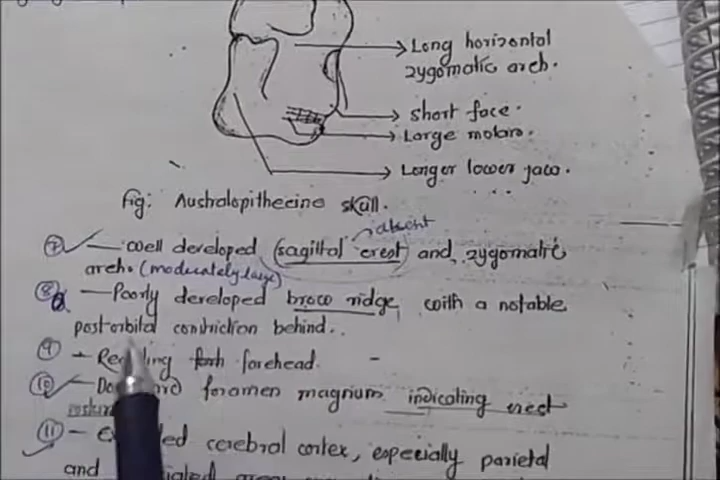 Long horizontal
zygomatic arch.
short face.
Large molars.
Longer lower jaw.
Fig: Australopithecine skull.
absent
⑦ — well developed (sagittal crest) and zygomatic
arch. (moderately large)
⑧ — Poorly developed brow ridge, with a notable
postorbital constriction behind.
⑨ forehead.
⑩ — foramen magnum indicating erect
⑪ — cerebral cortex, especially parietal
and